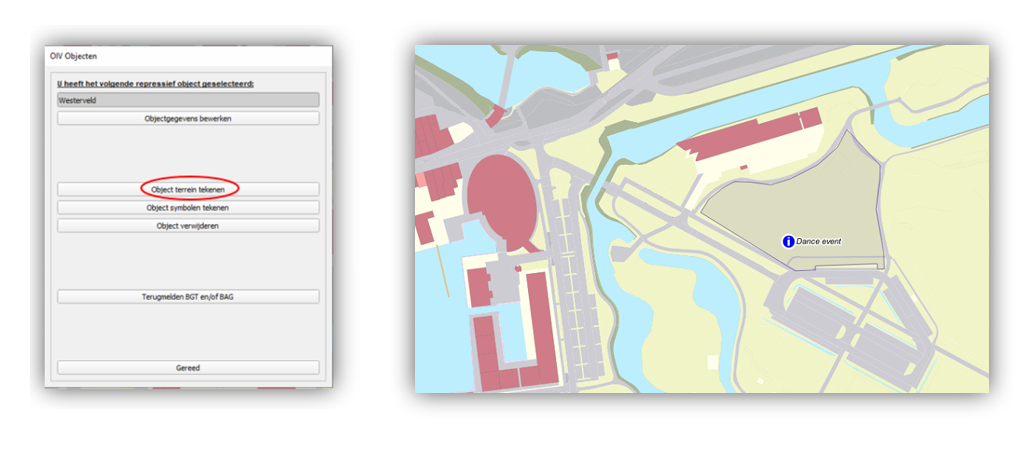 OIV Objecten
U heeft het volgende repressief object geselecteerd:
Westerveld
Objectgegevens bewerken
Object terrein tekenen
Object symbolen tekenen
Object verwijderen
Terugmelden BGT en/of BAG
Gereed
i Dance event